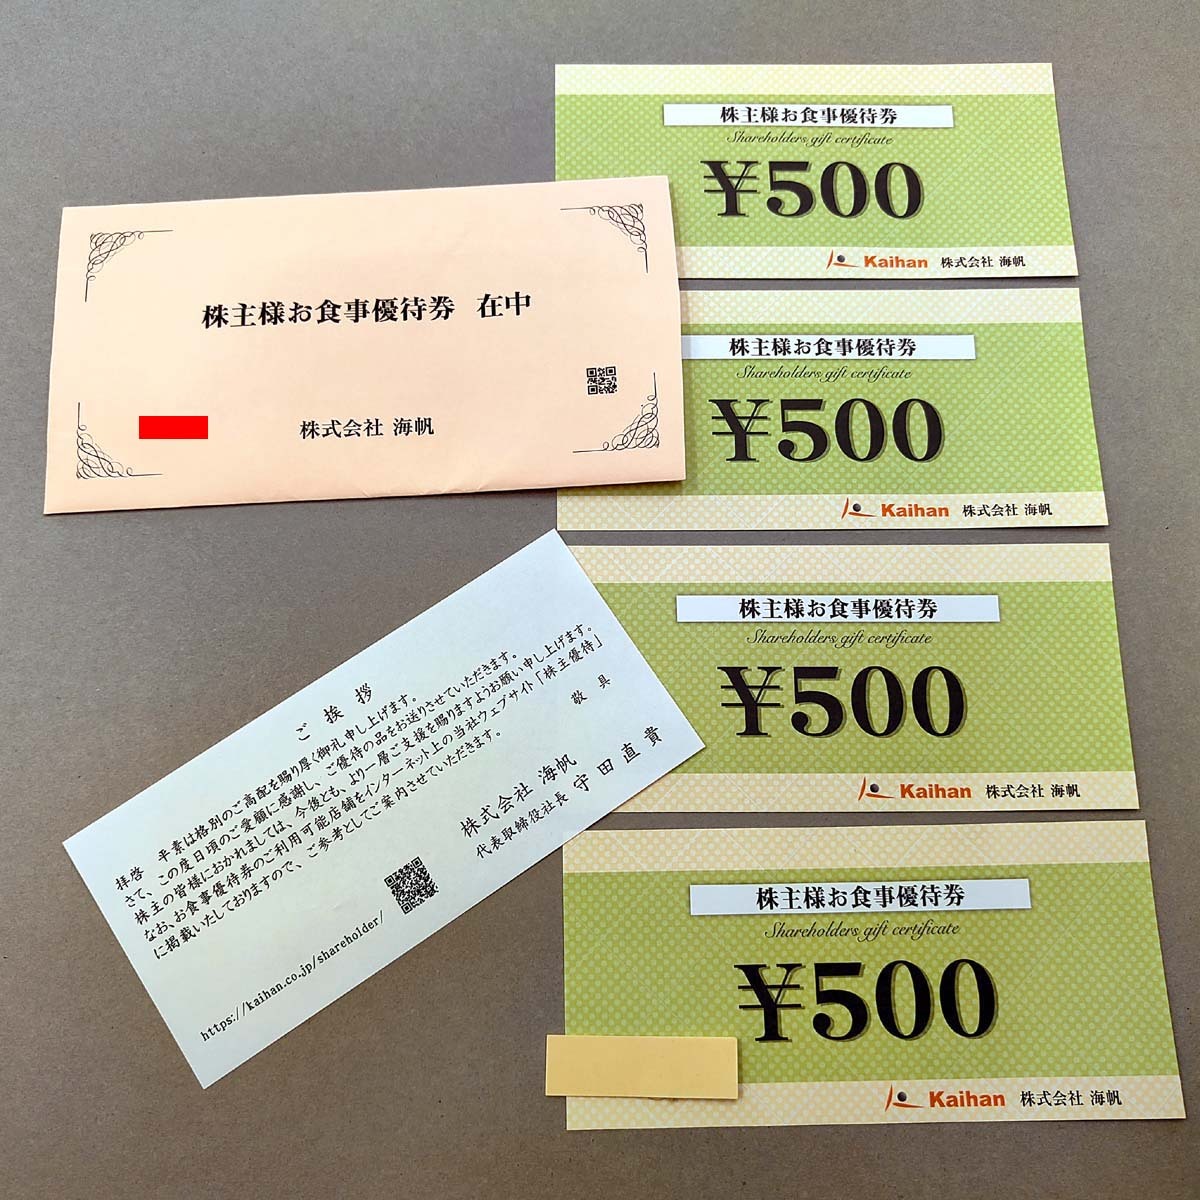 株主様お食事優待券 在中
株式会社 海帆
株主様お食事優待券
Shareholders gift certificate
¥500
Kaihan 株式会社 海帆
株主様お食事優待券
Shareholders gift certificate
¥500
Kaihan 株式会社 海帆
株主様お食事優待券
Shareholders gift certificate
¥500
Kaihan 株式会社 海帆
株主様お食事優待券
Shareholders gift certificate
¥500
Kaihan 株式会社 海帆
ご挨拶
拝啓 平素は格別のご高配を賜り厚く御礼申し上げます。
さて、この度日頃のご愛顧に感謝し、ご優待の品をお送りさせていただきます。
株主の皆様におかれましては、今後とも、より一層ご支援を賜りますようお願い申し上げます。
なお、お食事優待券のご利用可能店舗をインターネット上の当社ウェブサイト「株主優待」
に掲載いたしておりますので、ご参考としてご案内させていただきます。
敬具
株式会社 海帆
代表取締役社長 守田直貴
https://kaihan.co.jp/shareholder/